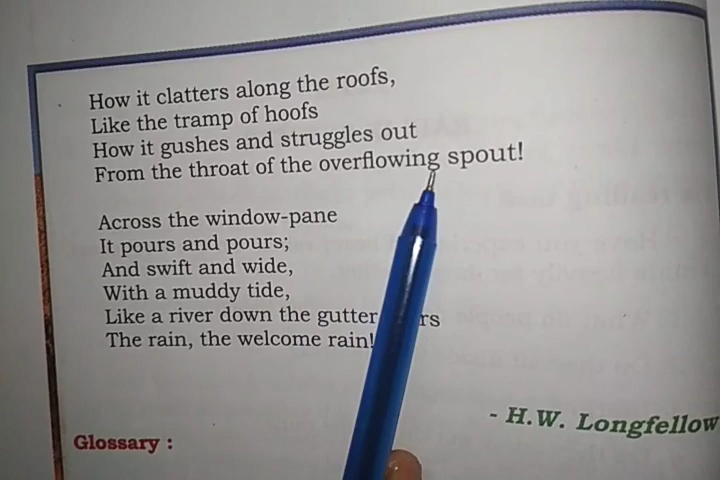 How it clatters along the roofs,
Like the tramp of hoofs
How it gushes and struggles out
From the throat of the overflowing spout!
Across the window-pane
It pours and pours;
And swift and wide,
With a muddy tide,
Like a river down the gutter
The rain, the welcome rain!
- H.W. Longfellow
Glossary :